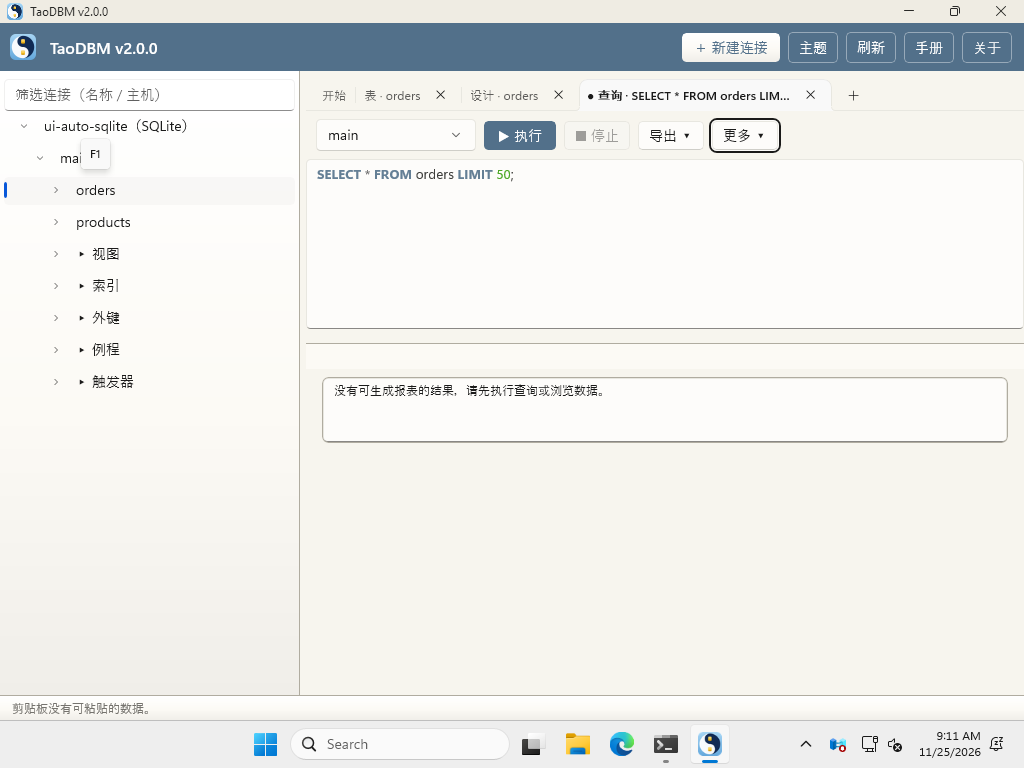 TaoDBM v2.0.0
TaoDBM v2.0.0
+ 新建连接
主题
刷新
手册
关于
筛选连接（名称 / 主机）
ui-auto-sqlite（SQLite）
F1
orders
products
视图
索引
外键
例程
触发器
开始
表 · orders
设计 · orders
● 查询 · SELECT * FROM orders LIM...
main
执行
停止
导出
更多
SELECT * FROM orders LIMIT 50;
没有可生成报表的结果，请先执行查询或浏览数据。
剪贴板没有可粘贴的数据。
Search
9:11 AM
11/25/2026